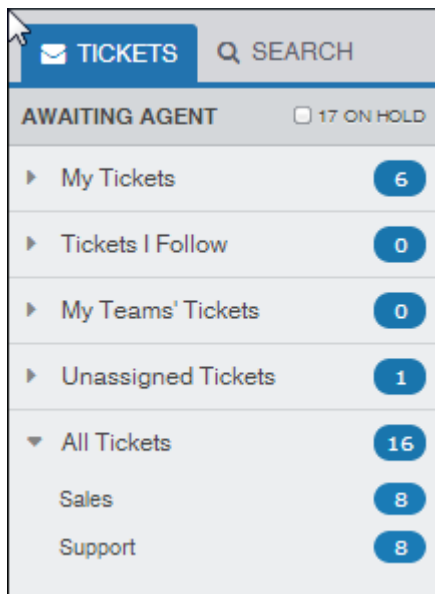 TICKETS SEARCH
AWAITING AGENT 17 ON HOLD
My Tickets 6
Tickets I Follow 0
My Teams' Tickets 0
Unassigned Tickets 1
All Tickets 16
Sales 8
Support 8